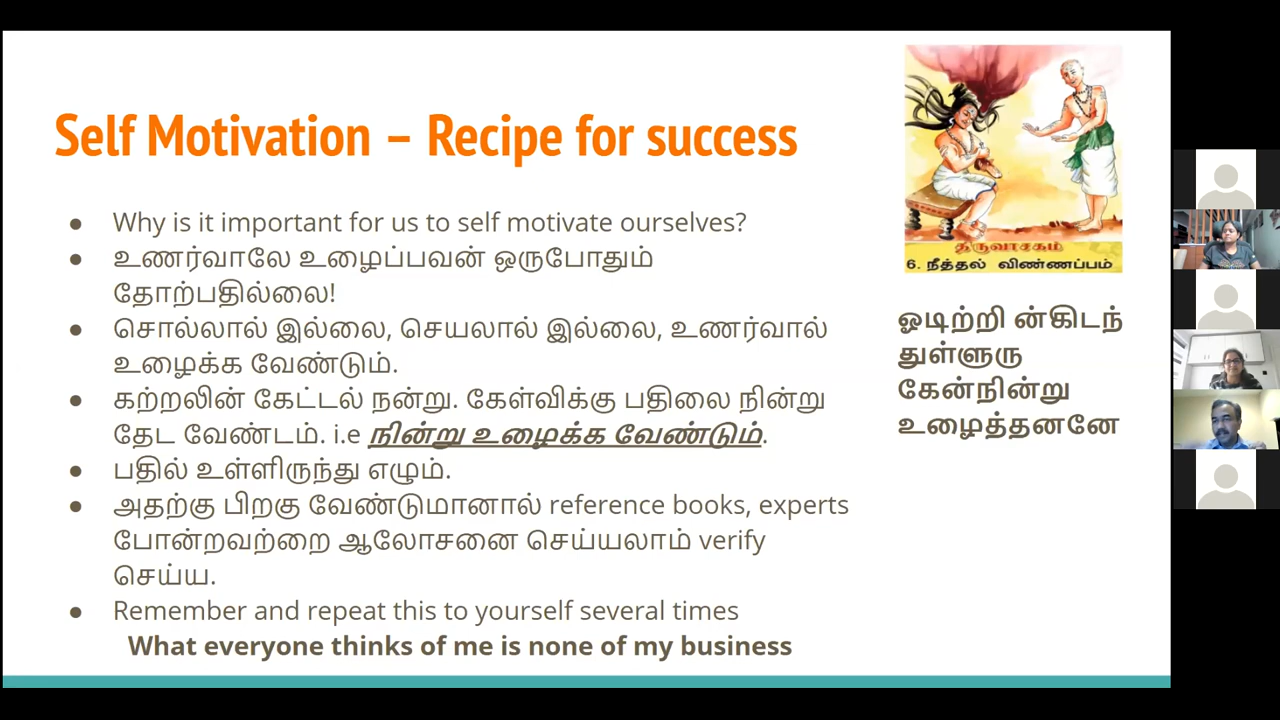 Self Motivation – Recipe for success
● Why is it important for us to self motivate ourselves?
● உணர்வாலே உழைப்பவன் ஒருபோதும்
தோற்பதில்லை!
● சொல்லால் இல்லை, செயலால் இல்லை, உணர்வால்
உழைக்க வேண்டும்.
● கற்றலின் கேட்டல் நன்று. கேள்விக்கு பதிலை நின்று
தேட வேண்டம். i.e நின்று உழைக்க வேண்டும்.
● பதில் உள்ளிருந்து எழும்.
● அதற்கு பிறகு வேண்டுமானால் reference books, experts
போன்றவற்றை ஆலோசனை செய்யலாம் verify
செய்ய.
● Remember and repeat this to yourself several times
What everyone thinks of me is none of my business
திருவாசகம்
6. நீத்தல் விண்ணப்பம்
ஓடிற்றி ன்கிடந்
துள்ளுரு
கேன்நின்று
உழைத்தனனே